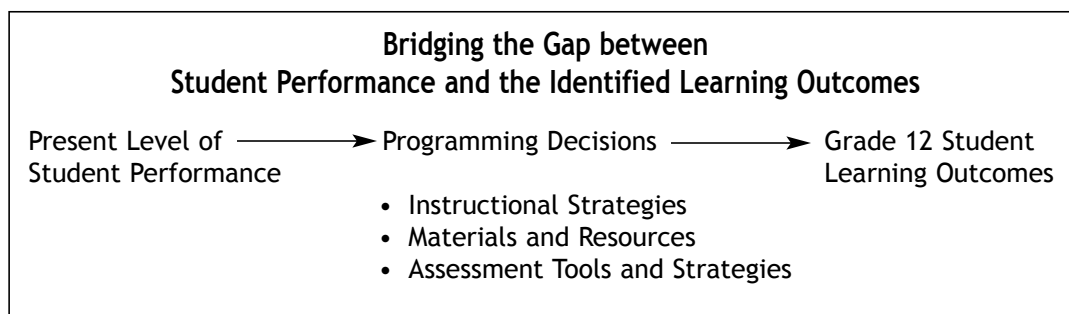 Bridging the Gap between
Student Performance and the Identified Learning Outcomes
Present Level of
Student Performance
Programming Decisions
• Instructional Strategies
• Materials and Resources
• Assessment Tools and Strategies
Grade 12 Student
Learning Outcomes